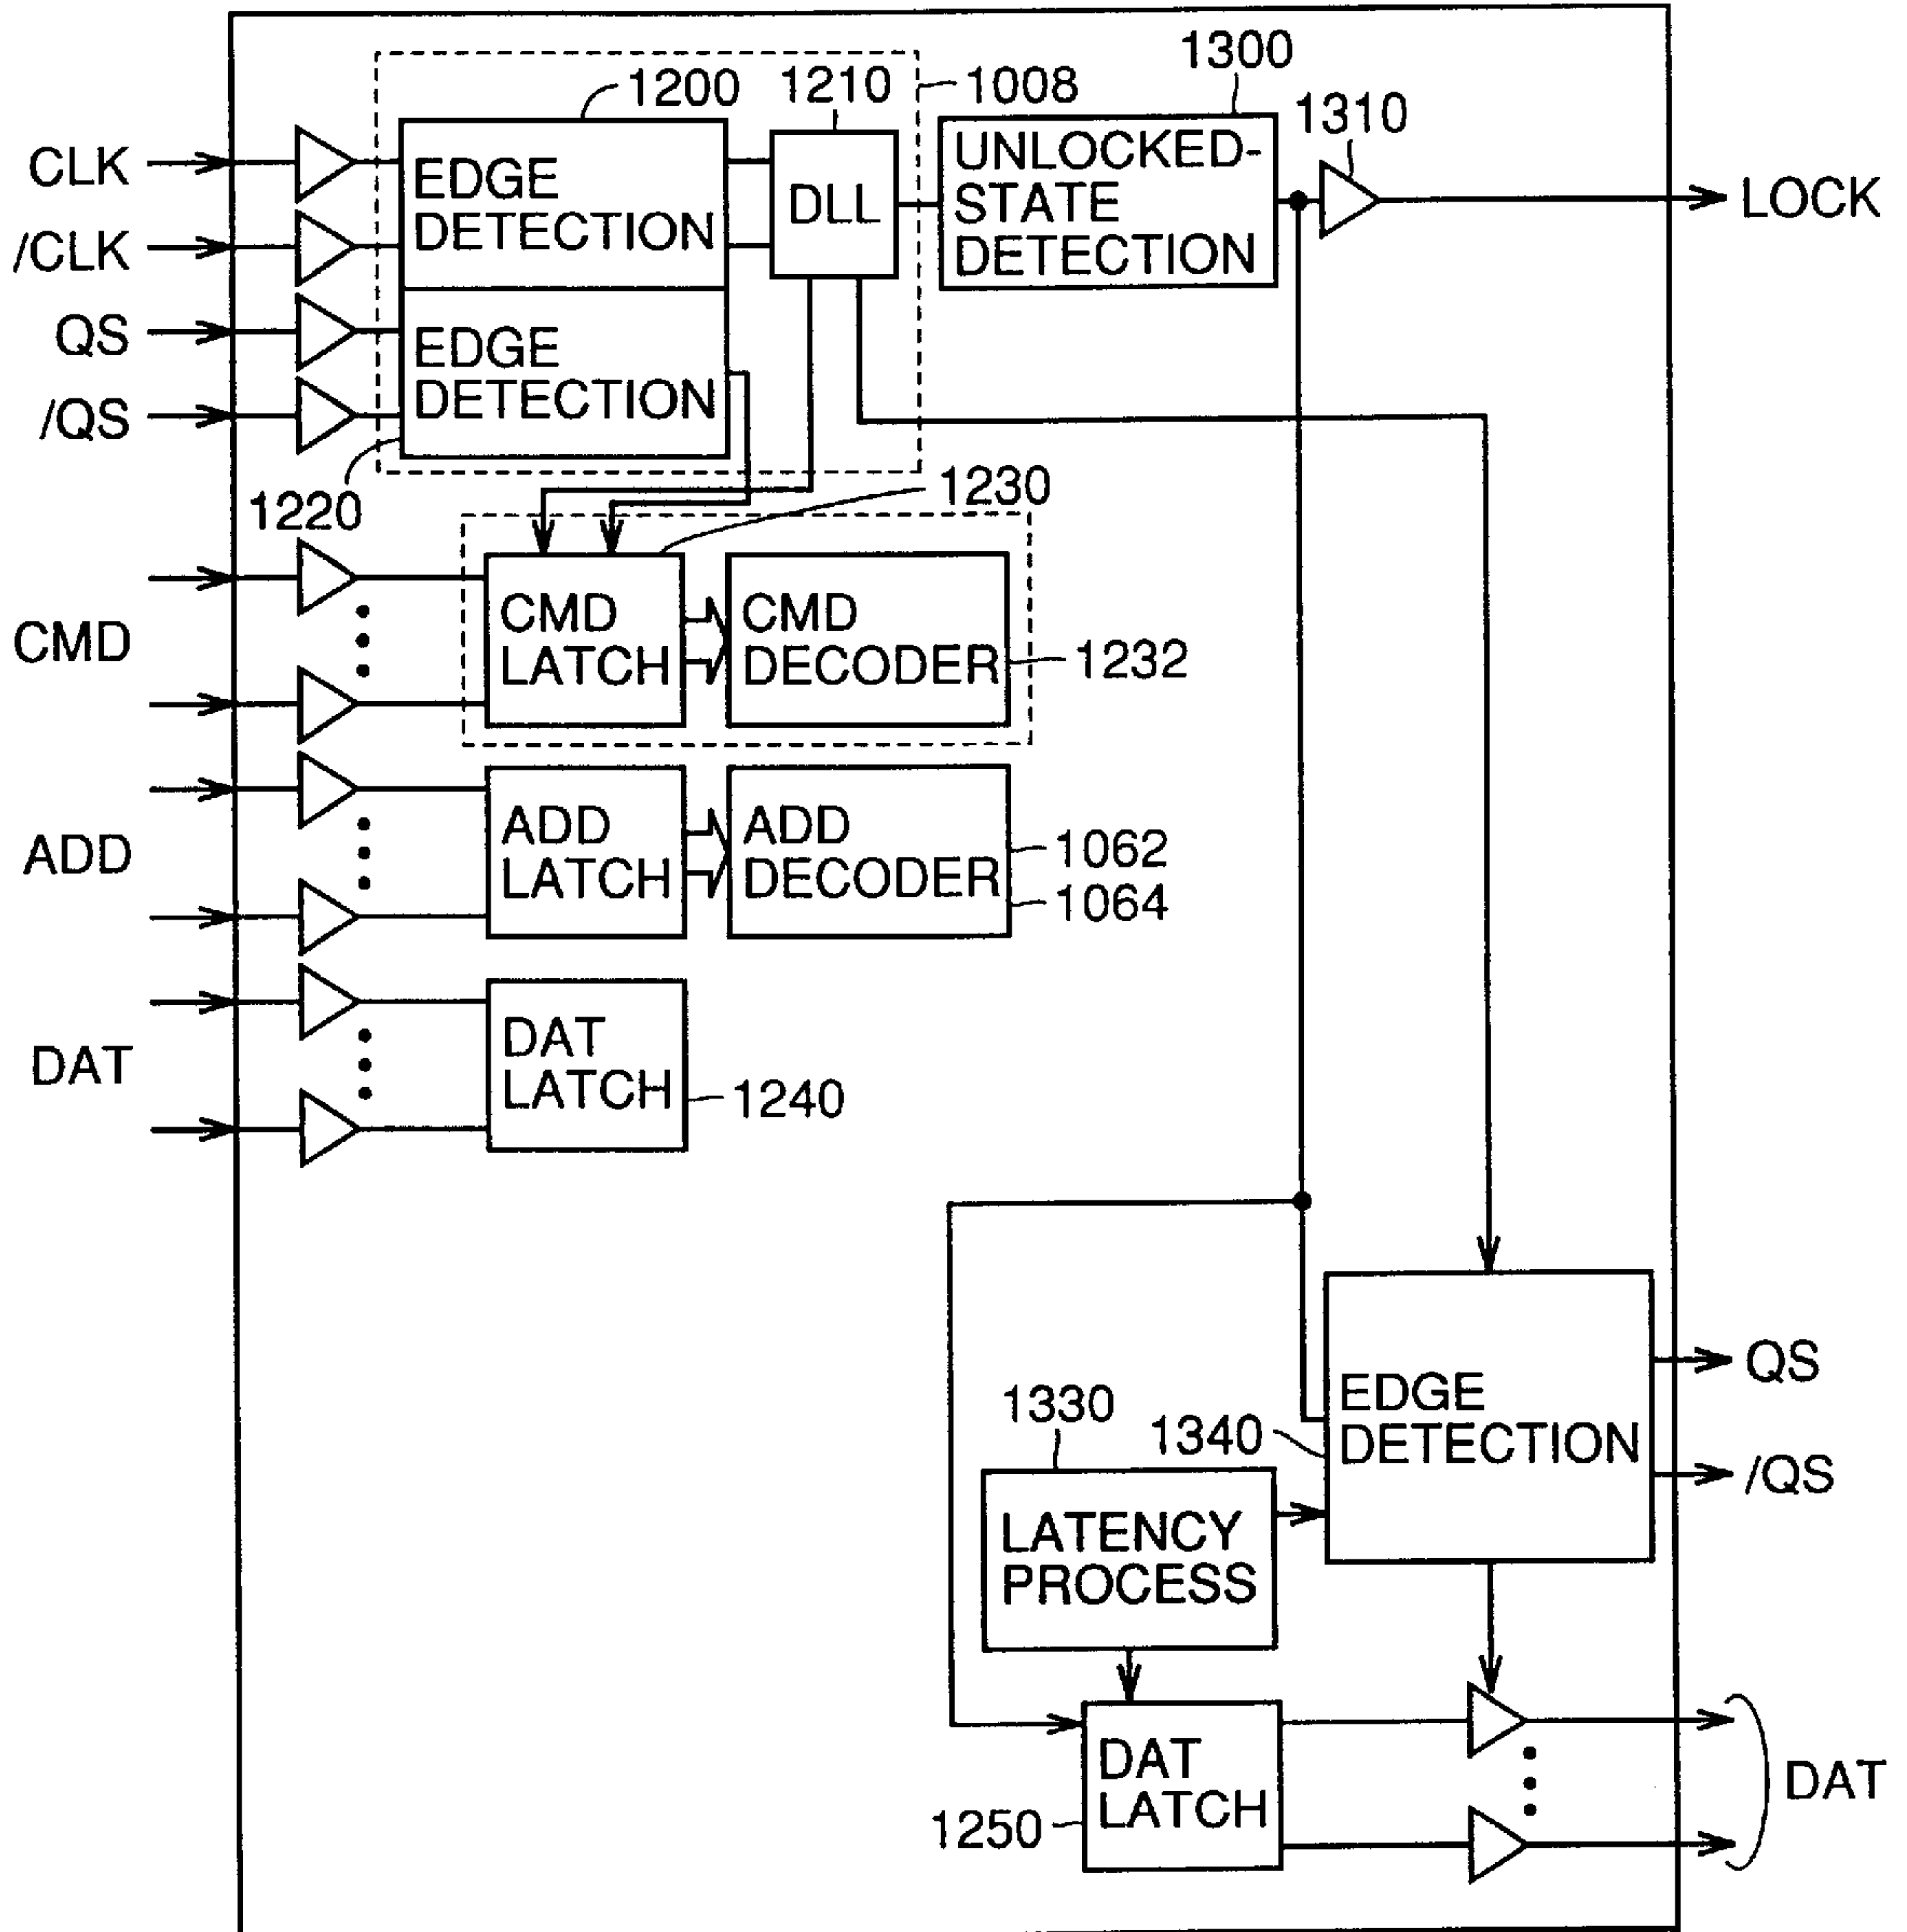 1300
1200
1210
1008
1310
CLK
EDGE
DETECTION
DLL
UNLOCKED-
STATE
DETECTION
LOCK
/CLK
QS
EDGE
DETECTION
/QS
1220
1230
CMD
CMD
LATCH
CMD
DECODER
1232
ADD
ADD
LATCH
ADD
DECODER
1062
1064
DAT
DAT
LATCH
1240
QS
1330
1340
EDGE
DETECTION
/QS
LATENCY
PROCESS
DAT
LATCH
1250
DAT